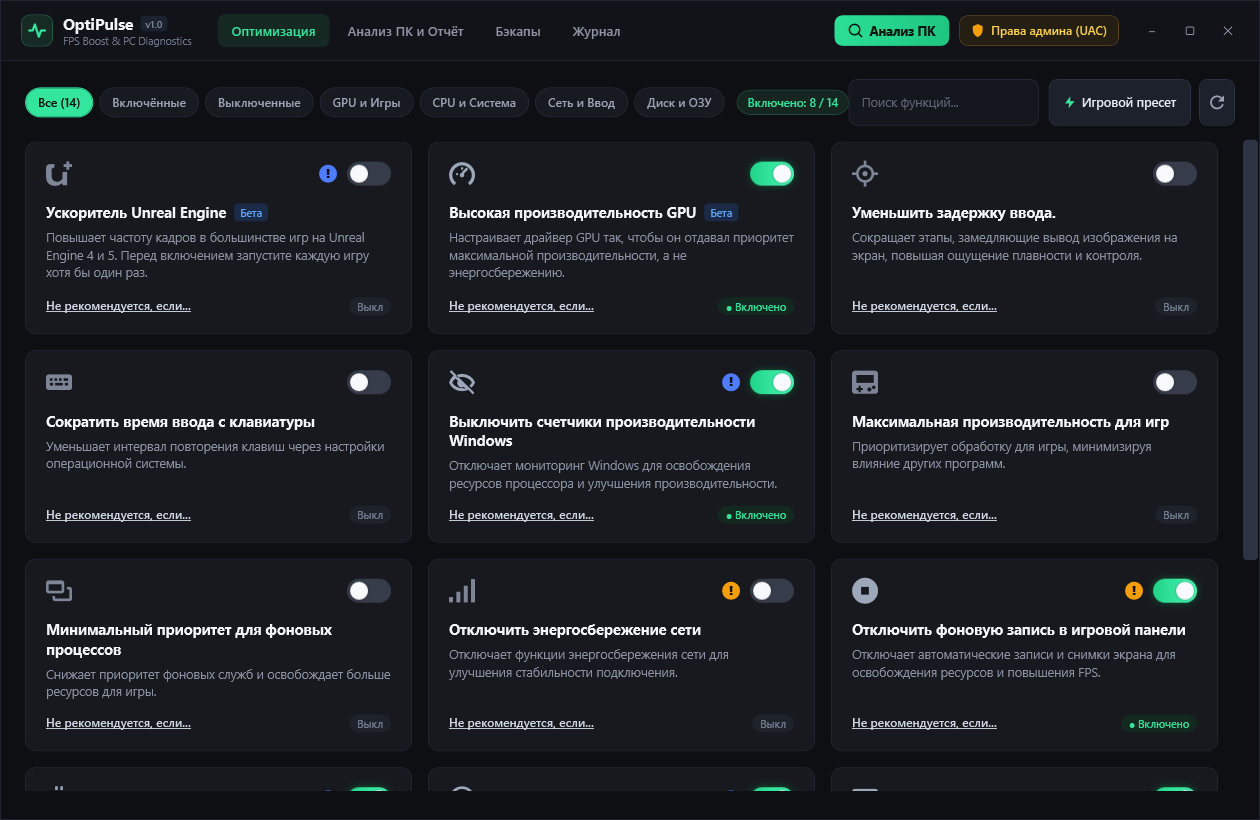 OptiPulse v1.0
FPS Boost & PC Diagnostics
Оптимизация
Анализ ПК и Отчёт
Бэкапы
Журнал
Анализ ПК
Права админа (UAC)
Все (14)
Включённые
Выключенные
GPU и Игры
CPU и Система
Сеть и Ввод
Диск и ОЗУ
Включено: 8 / 14
Поиск функций...
Игровой пресет
Ускоритель Unreal Engine Бета
Повышает частоту кадров в большинстве игр на Unreal
Engine 4 и 5. Перед включением запустите каждую игру
хотя бы один раз.
Не рекомендуется, если...
Выкл
Высокая производительность GPU Бета
Настраивает драйвер GPU так, чтобы он отдавал приоритет
максимальной производительности, а не
энергосбережению.
Не рекомендуется, если...
Включено
Уменьшить задержку ввода.
Сокращает этапы, замедляющие вывод изображения на
экран, повышая ощущение плавности и контроля.
Не рекомендуется, если...
Выкл
Сократить время ввода с клавиатуры
Уменьшает интервал повторения клавиш через настройки
операционной системы.
Не рекомендуется, если...
Выкл
Выключить счетчики производительности
Windows
Отключает мониторинг Windows для освобождения
ресурсов процессора и улучшения производительности.
Не рекомендуется, если...
Включено
Максимальная производительность для игр
Приоритизирует обработку для игры, минимизируя
влияние других программ.
Не рекомендуется, если...
Выкл
Минимальный приоритет для фоновых
процессов
Снижает приоритет фоновых служб и освобождает больше
ресурсов для игры.
Не рекомендуется, если...
Выкл
Отключить энергосбережение сети
Отключает функции энергосбережения сети для
улучшения стабильности подключения.
Не рекомендуется, если...
Выкл
Отключить фоновую запись в игровой панели
Отключает автоматические записи и снимки экрана для
освобождения ресурсов и повышения FPS.
Не рекомендуется, если...
Включено